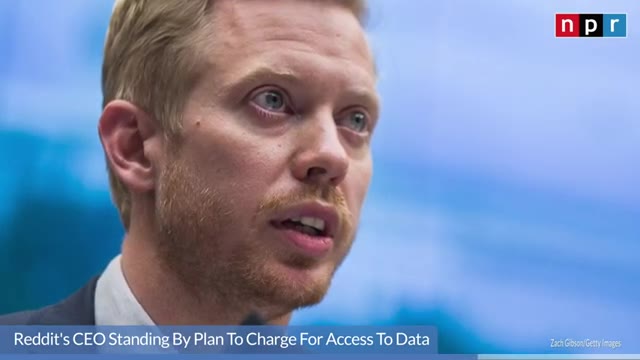 npr
Reddit's CEO Standing By Plan To Charge For Access To Data
Zach Gibson/Getty Images